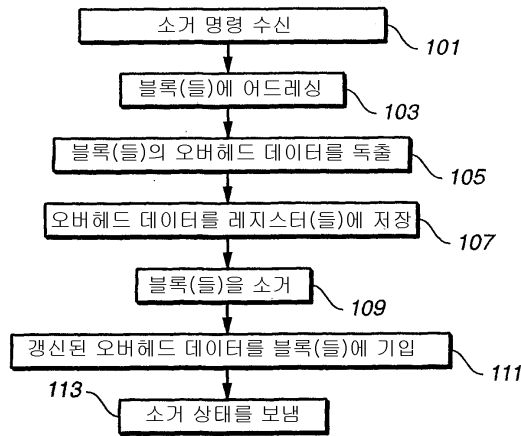 소거 명령 수신
101
블록(들)에 어드레싱
103
블록(들)의 오버헤드 데이터를 독출
105
오버헤드 데이터를 레지스터(들)에 저장
107
블록(들)을 소거
109
갱신된 오버헤드 데이터를 블록(들)에 기입
111
113
소거 상태를 보냄